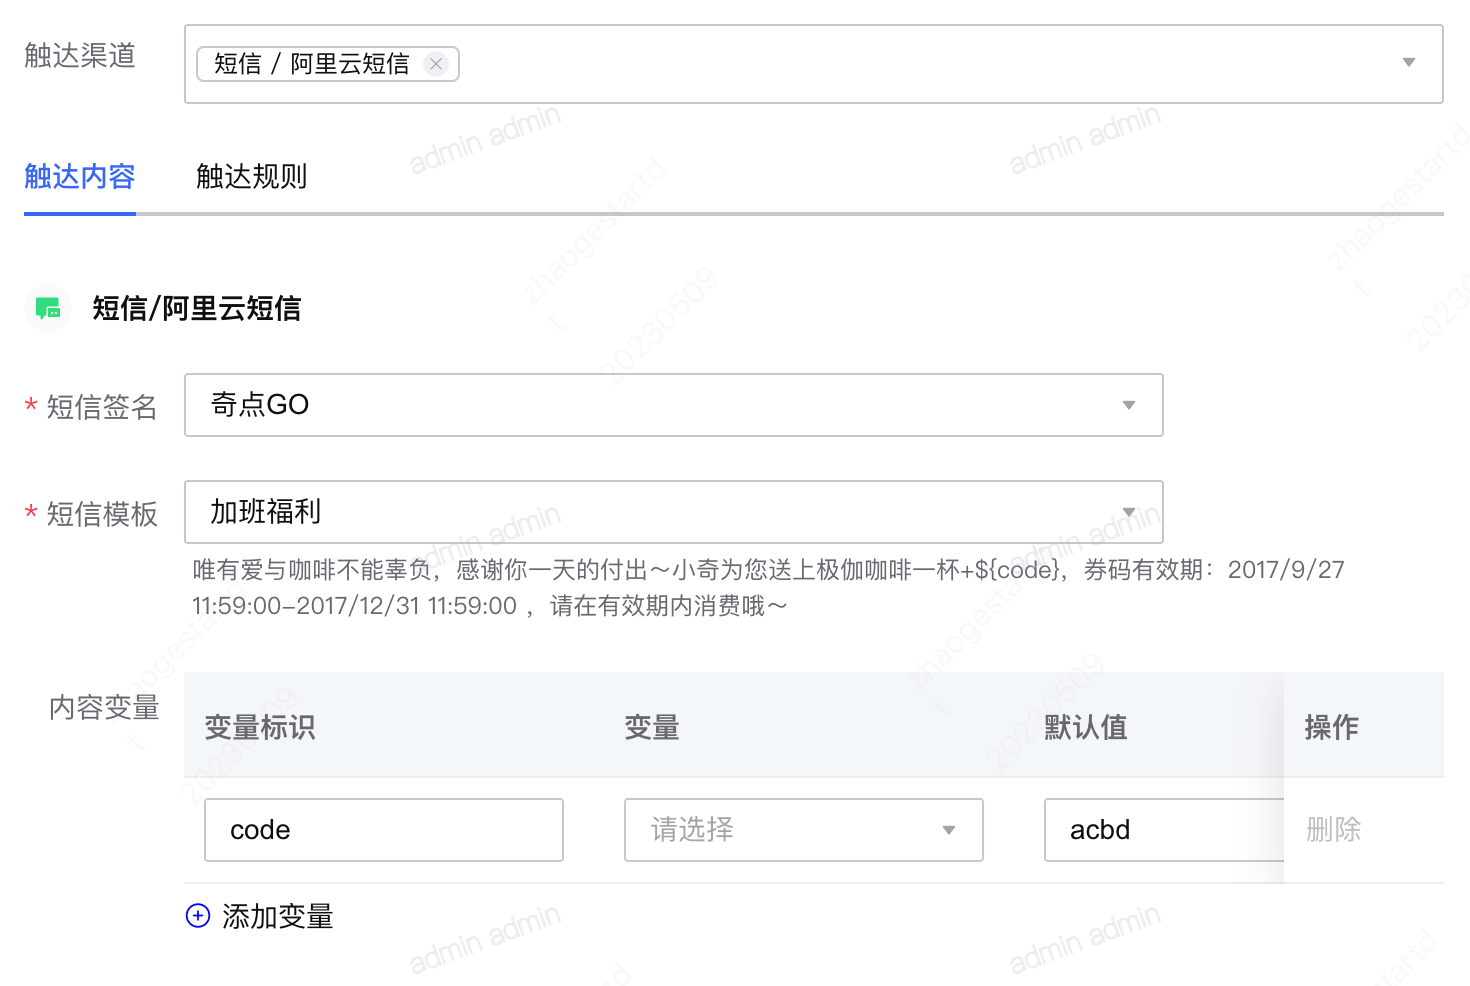 触达渠道
短信 / 阿里云短信
触达内容 触达规则
短信/阿里云短信
* 短信签名 奇点GO
* 短信模板 加班福利
唯有爱与咖啡不能辜负，感谢你一天的付出～小奇为您送上极伽咖啡一杯+${code}，券码有效期：2017/9/27
11:59:00-2017/12/31 11:59:00 ，请在有效期内消费哦～
内容变量
变量标识 变量 默认值 操作
code 请选择 acbd 删除
添加变量
admin admin
admin admin
zhaogestartd
t
20230509
zhaogestartd
t
admin admin
admin admin
t
20230509
zhaogestartd
t
20230509
admin admin
admin admin